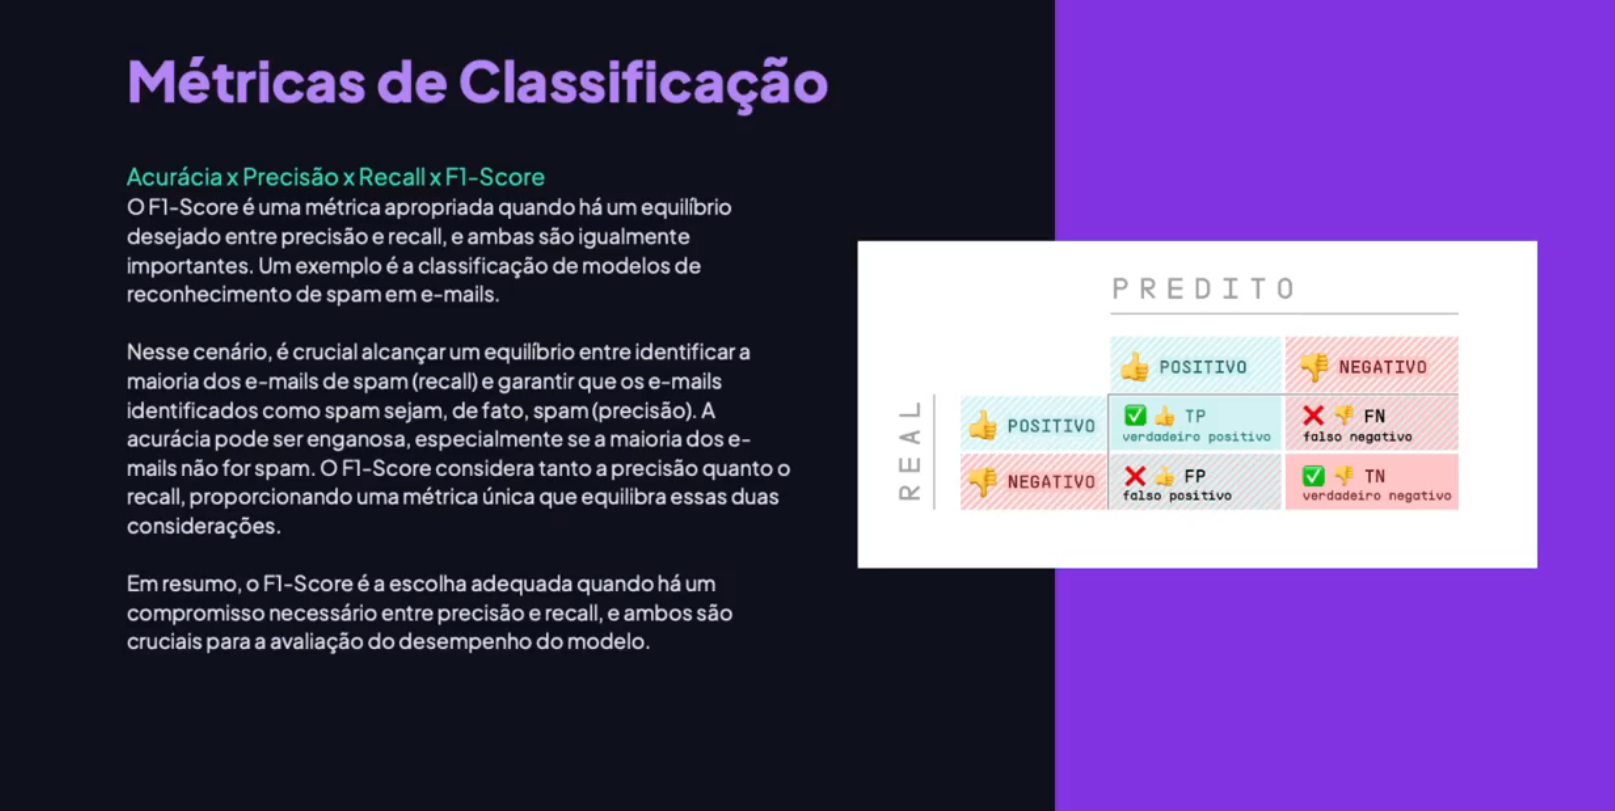 Métricas de Classificação
Acurácia x Precisão x Recall x F1-Score
O F1-Score é uma métrica apropriada quando há um equilíbrio
desejado entre precisão e recall, e ambas são igualmente
importantes. Um exemplo é a classificação de modelos de
reconhecimento de spam em e-mails.
Nesse cenário, é crucial alcançar um equilíbrio entre identificar a
maioria dos e-mails de spam (recall) e garantir que os e-mails
identificados como spam sejam, de fato, spam (precisão). A
acurácia pode ser enganosa, especialmente se a maioria dos e-
mails não for spam. O F1-Score considera tanto a precisão quanto o
recall, proporcionando uma métrica única que equilibra essas duas
considerações.
Em resumo, o F1-Score é a escolha adequada quando há um
compromisso necessário entre precisão e recall, e ambos são
cruciais para a avaliação do desempenho do modelo.
PREDITO
POSITIVO NEGATIVO
REAL
POSITIVO TP FN
verdadeiro positivo falso negativo
NEGATIVO FP TN
falso positivo verdadeiro negativo